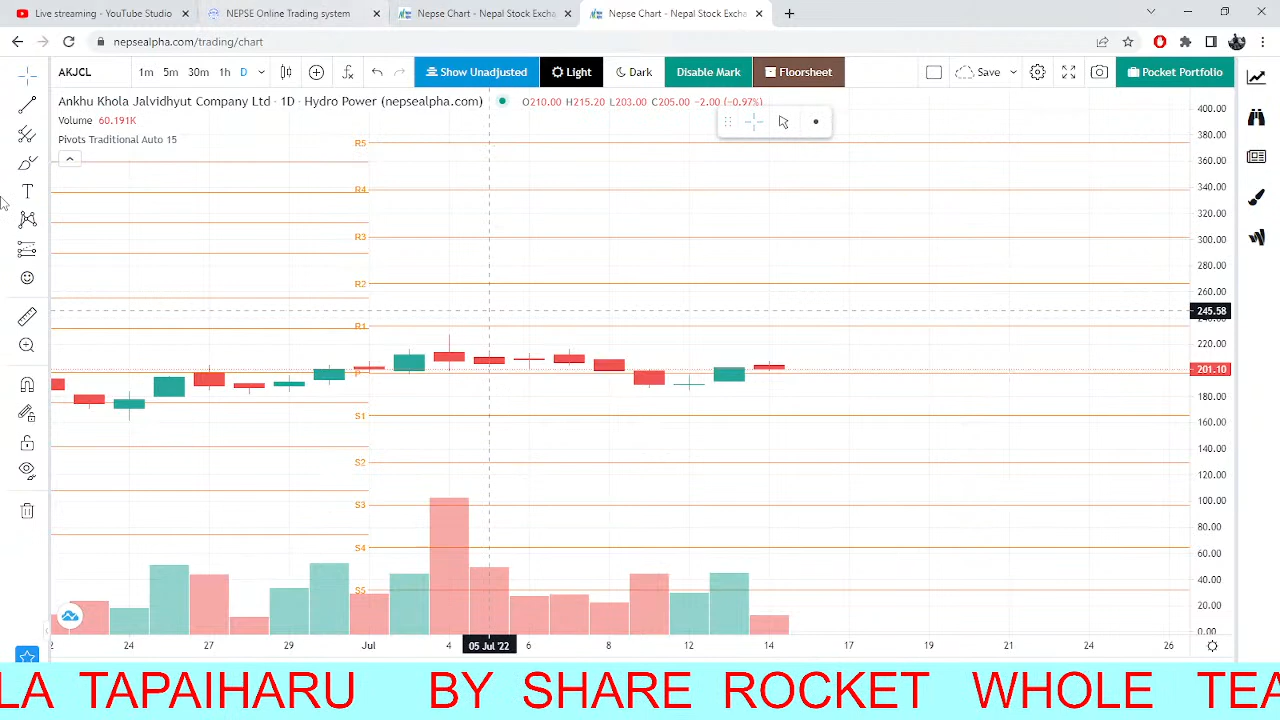 Live streaming - YouTube Studio
NEPSE Online Trading system
Nepse Chart - Nepal Stock Excha
Nepse Chart - Nepal Stock Excha
nepsealpha.com/trading/chart
AKJCL
1m 5m 30m 1h D
Show Unadjusted
Light
Dark
Disable Mark
Floorsheet
Save
Pocket Portfolio
Ankhu Khola Jalvidhyut Company Ltd · 1D · Hydro Power (nepsealpha.com)
O210.00 H215.20 L203.00 C205.00 −2.00 (−0.97%)
Volume 60.191K
Pivots Traditional Auto 15
R5
R4
R3
R2
R1
P
S1
S2
S3
S4
S5
400.00
380.00
360.00
340.00
320.00
300.00
280.00
260.00
245.58
220.00
201.10
180.00
160.00
140.00
120.00
100.00
80.00
60.00
40.00
20.00
0.00
2 24 27 29 Jul 4 05 Jul '22 6 8 12 14 17 19 21 24 26
LA TAPAIHARU BY SHARE ROCKET WHOLE TEA